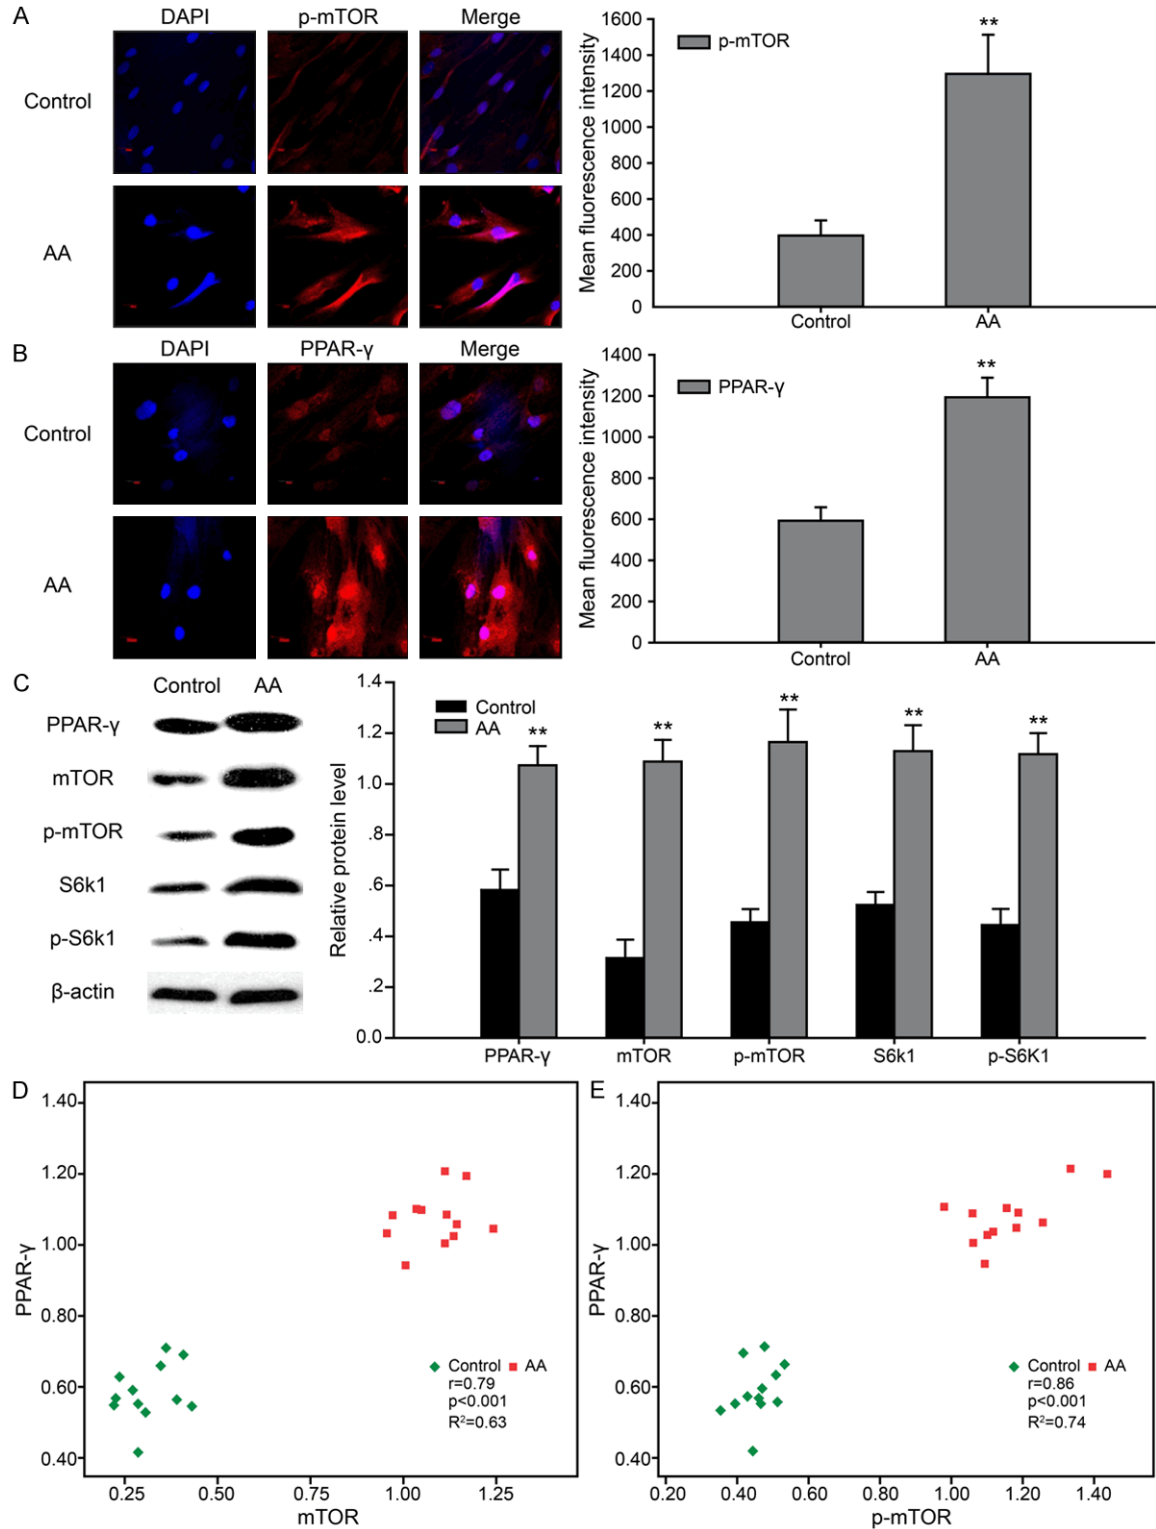 A
DAPI p-mTOR Merge
Control
AA
Mean fluorescence intensity
1600
1400
1200
1000
800
600
400
200
0
p-mTOR
**
Control AA
B
DAPI PPAR-γ Merge
Control
AA
Mean fluorescence intensity
1400
1200
1000
800
600
400
200
0
PPAR-γ
**
Control AA
C
Control AA
PPAR-γ
mTOR
p-mTOR
S6k1
p-S6k1
β-actin
Relative protein level
1.4
1.2
1.0
.8
.6
.4
.2
0.0
Control
AA
** ** ** ** **
PPAR-γ mTOR p-mTOR S6k1 p-S6K1
D
PPAR-γ
1.40
1.20
1.00
0.80
0.60
0.40
Control AA
r=0.79
p<0.001
R²=0.63
0.25 0.50 0.75 1.00 1.25
mTOR
E
PPAR-γ
1.40
1.20
1.00
0.80
0.60
0.40
Control AA
r=0.86
p<0.001
R²=0.74
0.20 0.40 0.60 0.80 1.00 1.20 1.40
p-mTOR